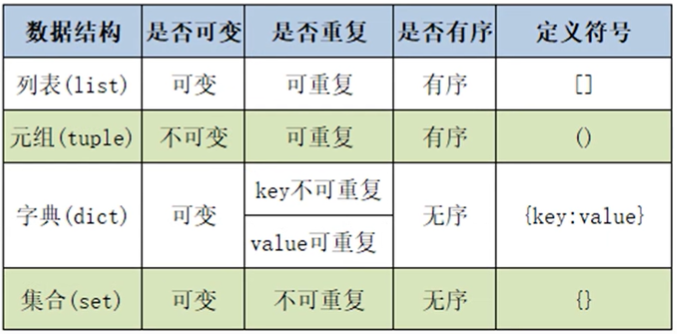 数据结构 是否可变 是否重复 是否有序 定义符号
列表(list) 可变 可重复 有序 []
元组(tuple) 不可变 可重复 有序 ()
字典(dict) 可变 key不可重复 无序 {key:value}
value可重复
集合(set) 可变 不可重复 无序 {}